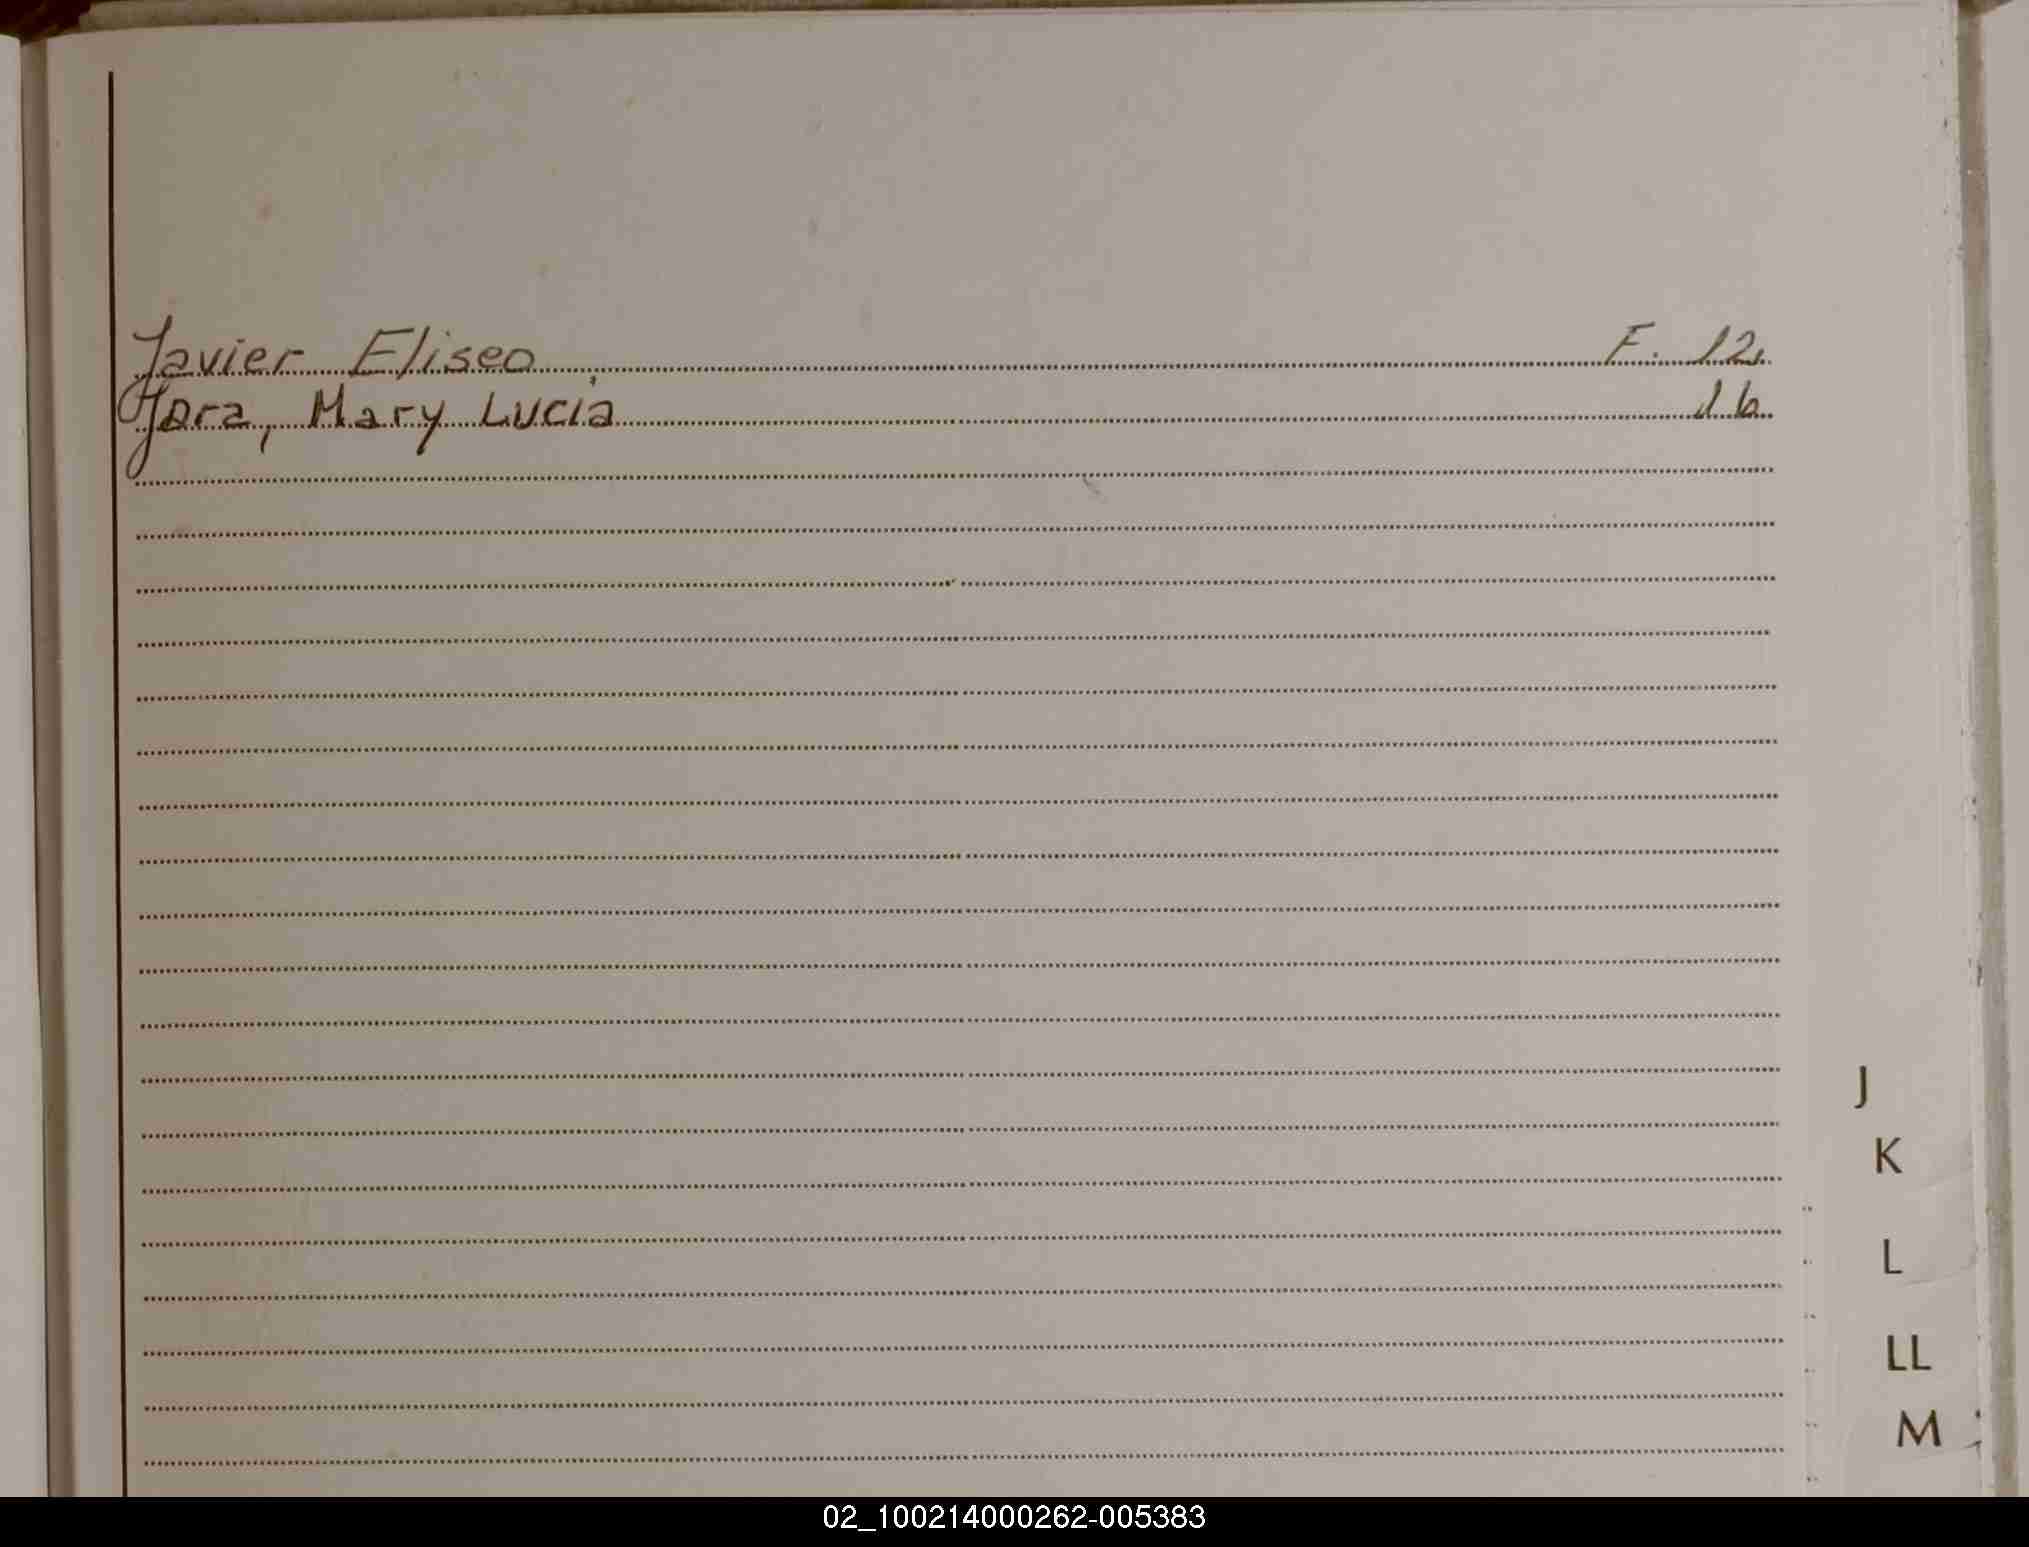 Javier Eliseo F. 12
Jara, Mary Lucia 16
J
K
L
LL
M
02_100214000262-005383